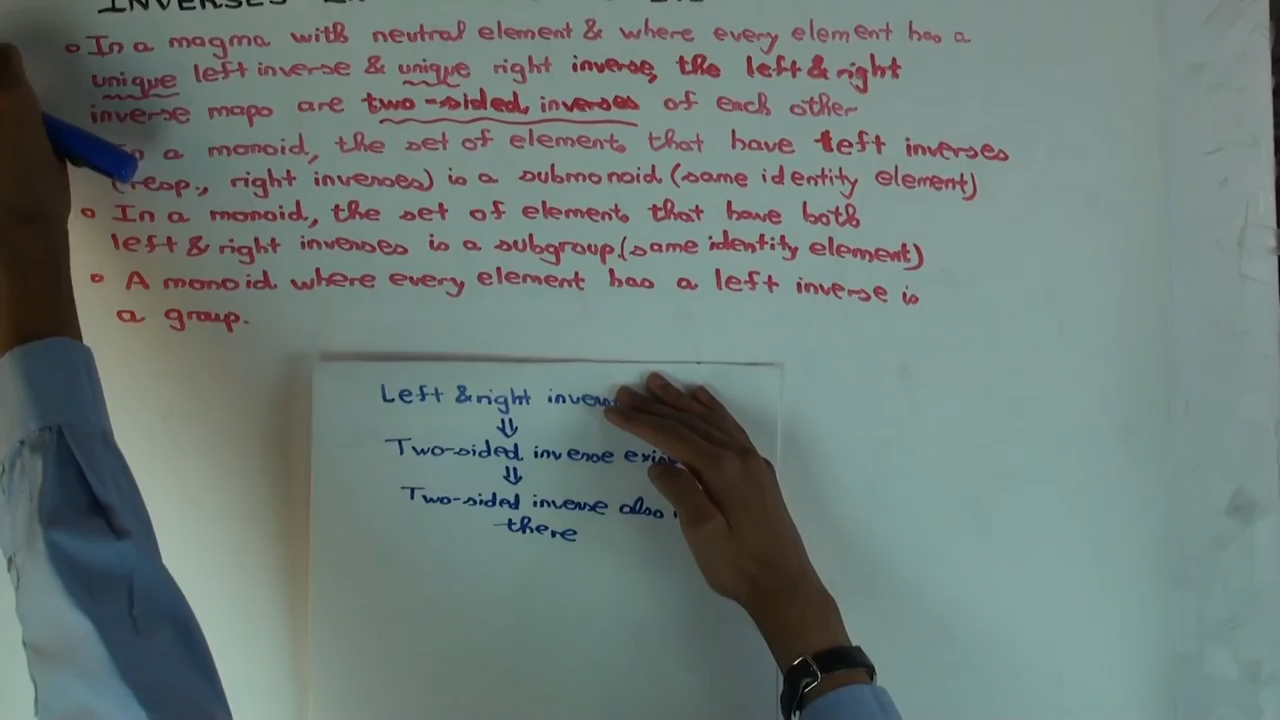 INVERSES
• In a magma with neutral element & where every element has a
unique left inverse & unique right inverse, the left & right
inverse maps are two-sided inverses of each other
a monoid, the set of elements that have left inverses
(resp., right inverses) is a submonoid (same identity element)
• In a monoid, the set of elements that have both
left & right inverses is a subgroup (same identity element)
• A monoid where every element has a left inverse is
a group.
Left & right
⇓
Two-sided inverse
⇓
Two-sided inverse also
there